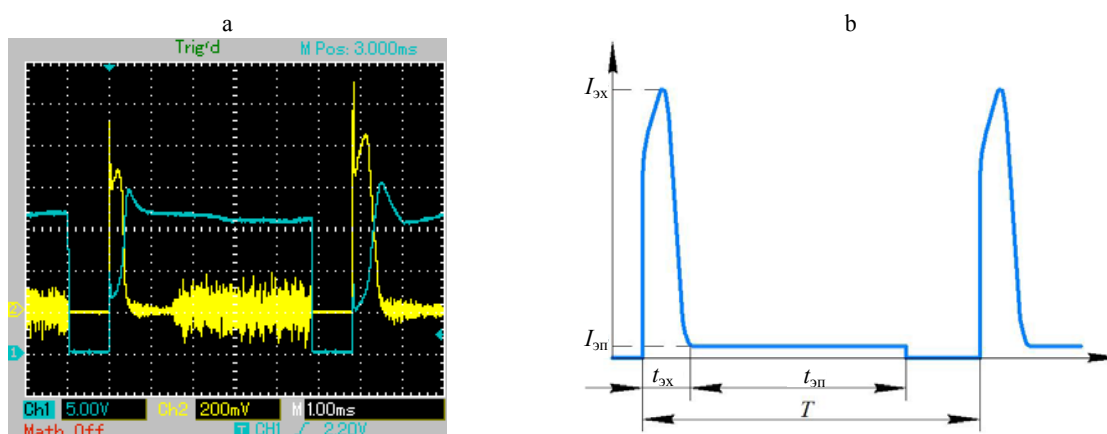 a
b
Trig'd M Pos: 3.000ms
2
1
Ch1 5.00V Ch2 200mV M 1.00ms
Math Off T CH1 / 2.20V
Iэх
Iэп
tэх tэп
T